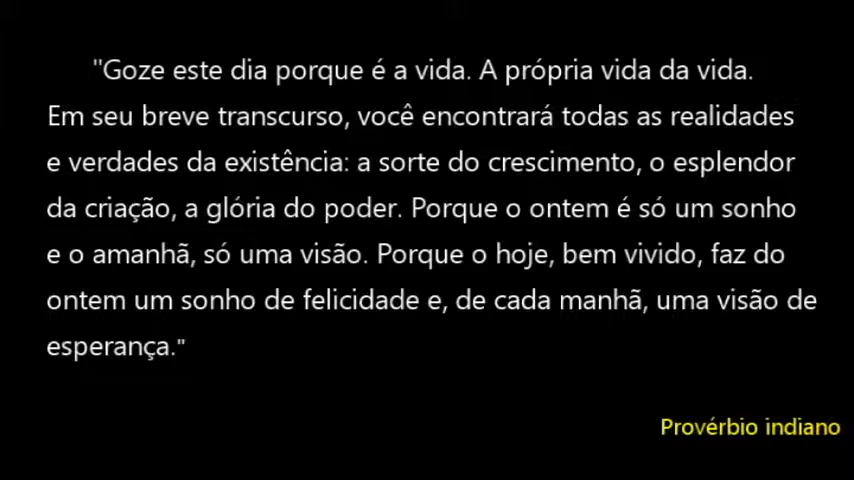 "Goze este dia porque é a vida. A própria vida da vida.
Em seu breve transcurso, você encontrará todas as realidades
e verdades da existência: a sorte do crescimento, o esplendor
da criação, a glória do poder. Porque o ontem é só um sonho
e o amanhã, só uma visão. Porque o hoje, bem vivido, faz do
ontem um sonho de felicidade e, de cada manhã, uma visão de
esperança."
Provérbio indiano